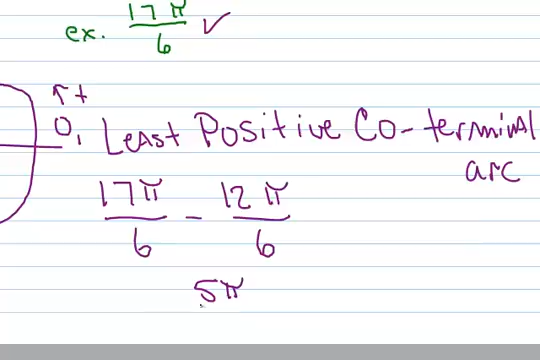 ex. 17π/6 ✓
↑+
0. Least Positive Co-terminal
arc
17π/6 - 12π/6
5π